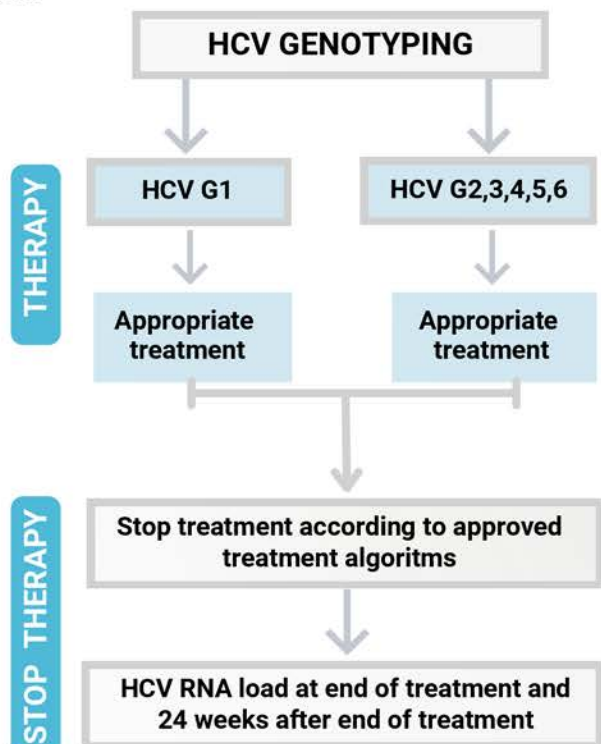 HCV GENOTYPING
THERAPY
HCV G1
HCV G2,3,4,5,6
Appropriate
treatment
Appropriate
treatment
STOP THERAPY
Stop treatment according to approved
treatment algoritms
HCV RNA load at end of treatment and
24 weeks after end of treatment